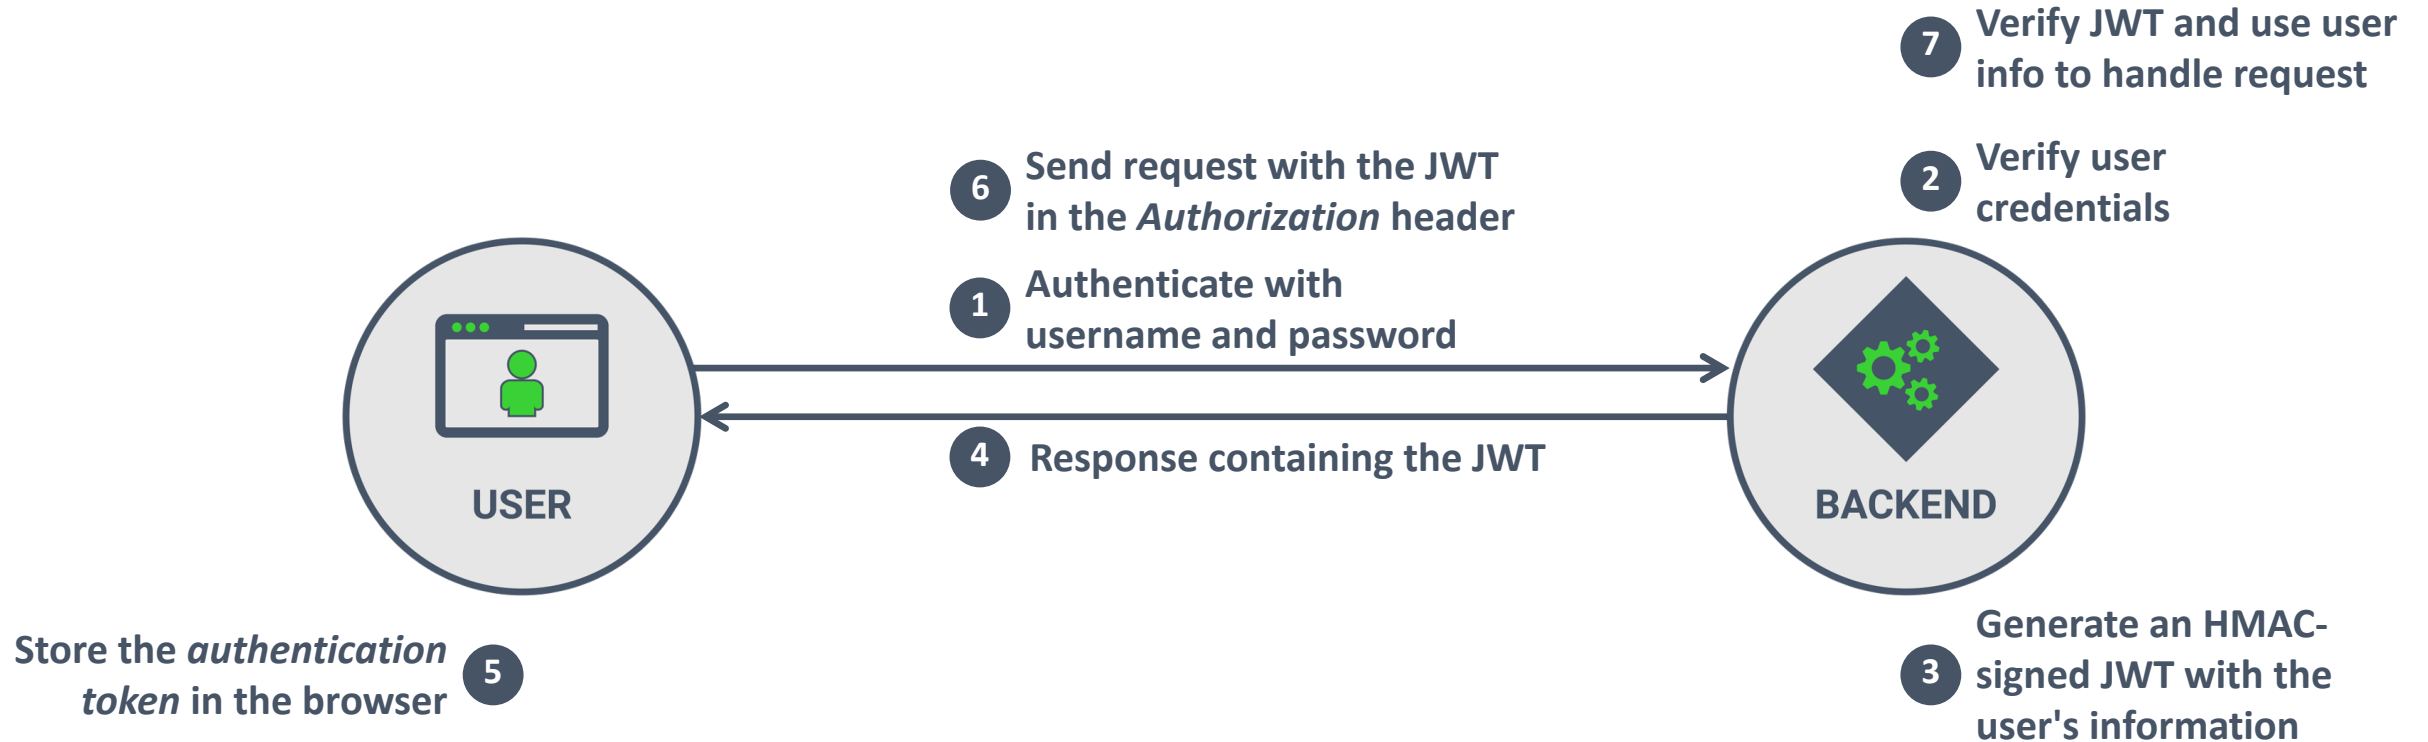 7
Verify JWT and use user
info to handle request
6
Send request with the JWT
in the Authorization header
2
Verify user
credentials
1
Authenticate with
username and password
4
Response containing the JWT
USER
BACKEND
Store the authentication
token in the browser
5
3
Generate an HMAC-
signed JWT with the
user's information